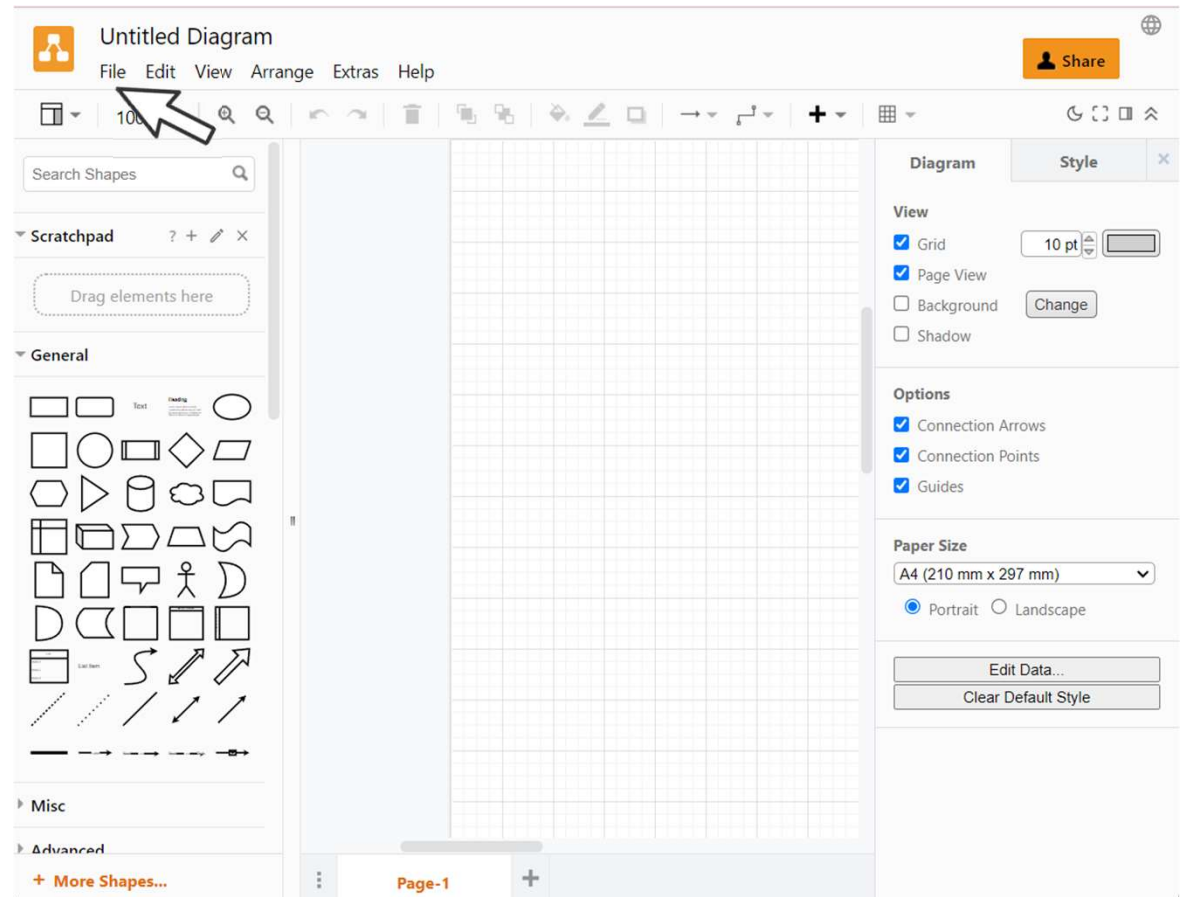 Untitled Diagram
File Edit View Arrange Extras Help
Share
Search Shapes
Scratchpad ? + ×
Drag elements here
General
Text
Heading
List Item
Misc
Advanced
+ More Shapes...
Page-1
Diagram Style
View
Grid 10 pt
Page View
Background Change
Shadow
Options
Connection Arrows
Connection Points
Guides
Paper Size
A4 (210 mm x 297 mm)
Portrait Landscape
Edit Data...
Clear Default Style